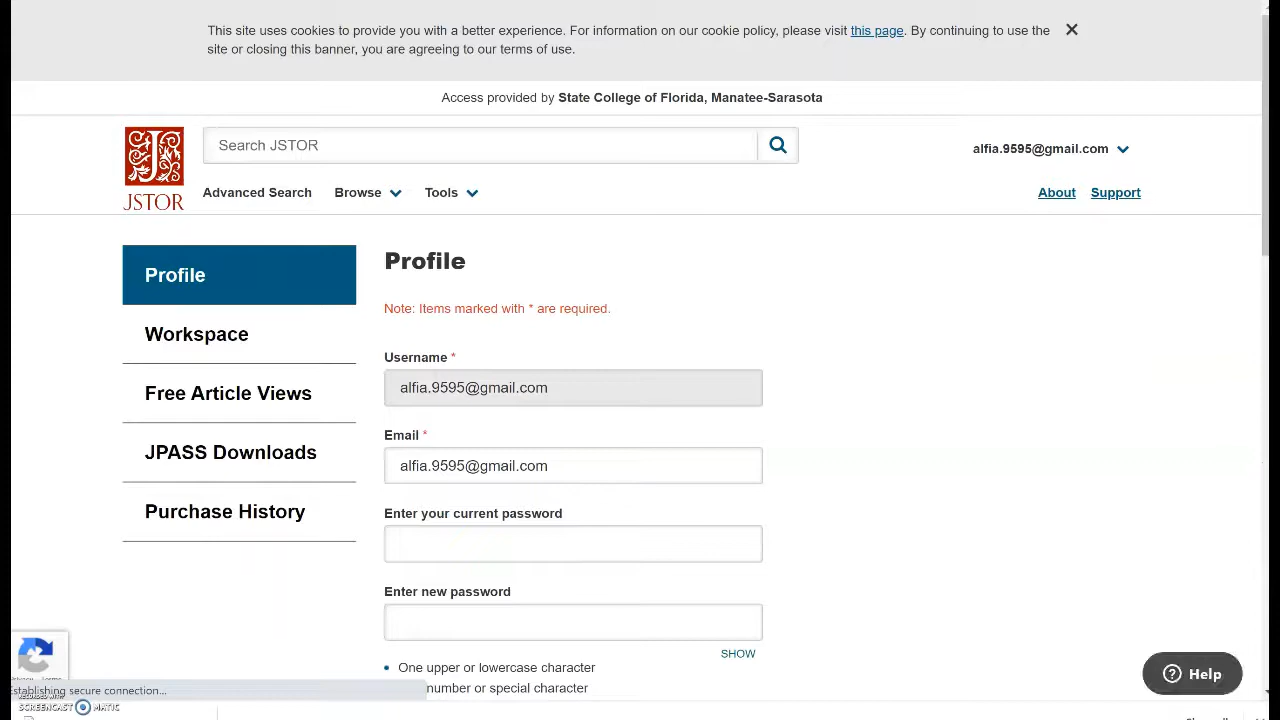 This site uses cookies to provide you with a better experience. For information on our cookie policy, please visit this page. By continuing to use the
site or closing this banner, you are agreeing to our terms of use.
Access provided by State College of Florida, Manatee-Sarasota
Search JSTOR
alfia.9595@gmail.com
JSTOR
Advanced Search Browse Tools
About Support
Profile
Workspace
Free Article Views
JPASS Downloads
Purchase History
Profile
Note: Items marked with * are required.
Username *
alfia.9595@gmail.com
Email *
alfia.9595@gmail.com
Enter your current password
Enter new password
SHOW
One upper or lowercase character
number or special character
Help
Establishing secure connection...
SCREENCAST MATIC